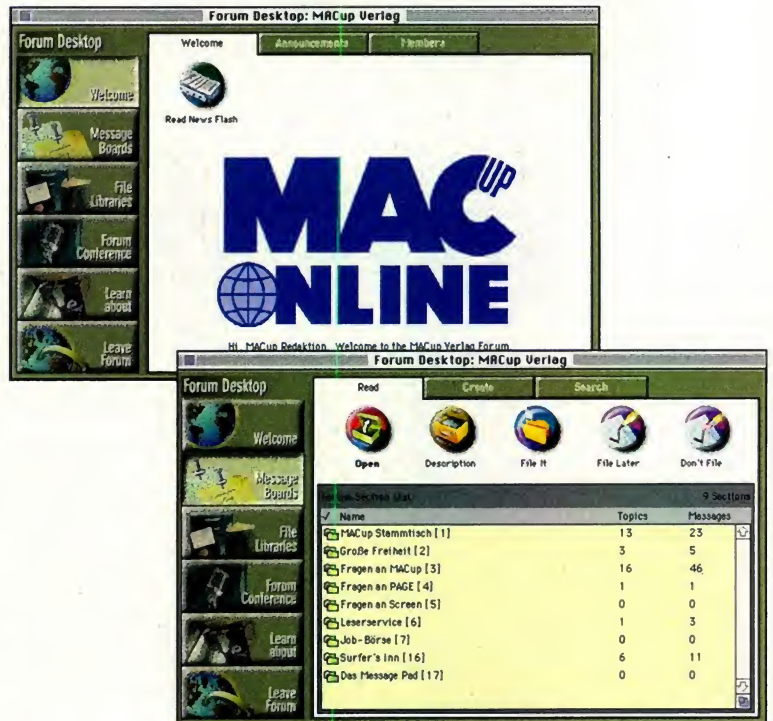 Forum Desktop: MACup Verlag
Forum Desktop
Welcome
Announcements
Members
Welcome
Message
Boards
File
Libraries
Forum
Conference
Learn
about
Leave
Forum
Read News Flash
MAC UP
ONLINE
Hi, MACup Redaktion. Welcome to the MACup Verlag Forum
Forum Desktop: MACup Verlag
Forum Desktop
Read
Create
Search
Welcome
Message
Boards
File
Libraries
Forum
Conference
Learn
about
Leave
Forum
Open
Description
File It
File Later
Don't File
Forum Section List
9 Sections
✓ Name Topics Messages
MACup Stammtisch [1] 13 23
Große Freiheit [2] 3 5
Fragen an MACup [3] 16 46
Fragen an PAGE [4] 1 1
Fragen an Screen [5] 0 0
Leserservice [6] 1 3
Job-Börse [7] 0 0
Surfer's Inn [16] 6 11
Das Message Pad [17] 0 0